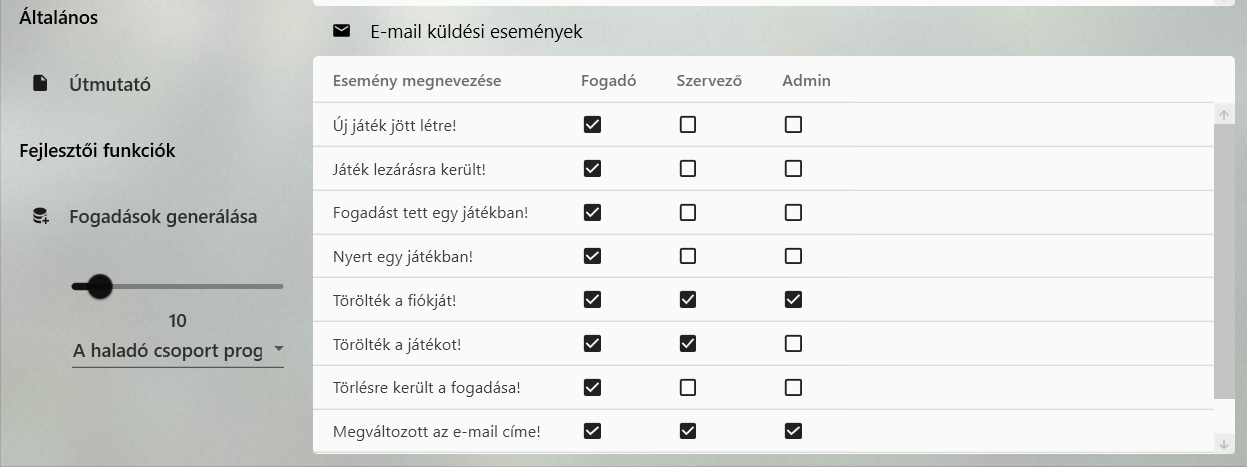 Általános
Útmutató
Fejlesztői funkciók
Fogadások generálása
10
A haladó csoport prog
E-mail küldési események
Esemény megnevezése Fogadó Szervező Admin
Új játék jött létre!
Játék lezárásra került!
Fogadást tett egy játékban!
Nyert egy játékban!
Törölték a fiókját!
Törölték a játékot!
Törlésre került a fogadása!
Megváltozott az e-mail címe!